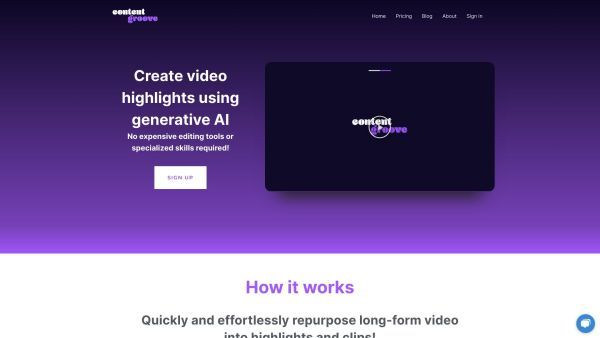 content
groove
Home Pricing Blog About Sign in
Create video
highlights using
generative AI
No expensive editing tools or
specialized skills required!
SIGN UP
content
groove
How it works
Quickly and effortlessly repurpose long-form video
into highlights and clips!